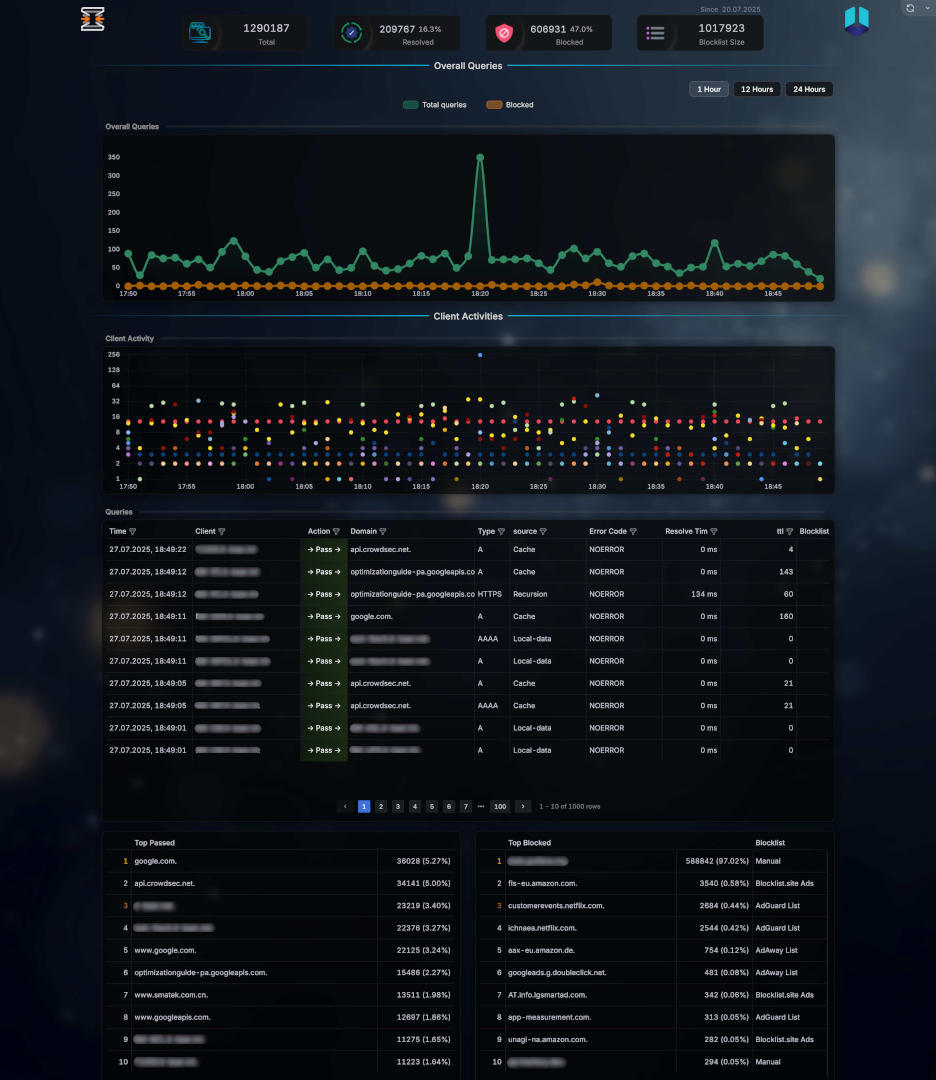 Since 20.07.2025
1290187
Total
209767 16.3%
Resolved
606931 47.0%
Blocked
1017923
Blocklist Size
Overall Queries
1 Hour 12 Hours 24 Hours
Total queries Blocked
Overall Queries
350
300
250
200
150
100
50
0
17:50 17:55 18:00 18:05 18:10 18:15 18:20 18:25 18:30 18:35 18:40 18:45
Client Activities
Client Activity
256
128
64
32
16
8
4
2
1
17:50 17:55 18:00 18:05 18:10 18:15 18:20 18:25 18:30 18:35 18:40 18:45
Queries
Time Client Action Domain Type source Error Code Resolve Tim ttl Blocklist
27.07.2025, 18:49:22 → Pass → api.crowdsec.net. A Cache NOERROR 0 ms 4
27.07.2025, 18:49:12 → Pass → optimizationguide-pa.googleapis.co A Cache NOERROR 0 ms 143
27.07.2025, 18:49:12 → Pass → optimizationguide-pa.googleapis.co HTTPS Recursion NOERROR 134 ms 60
27.07.2025, 18:49:11 → Pass → google.com. A Cache NOERROR 0 ms 160
27.07.2025, 18:49:11 → Pass → AAAA Local-data NOERROR 0 ms 0
27.07.2025, 18:49:11 → Pass → A Local-data NOERROR 0 ms 0
27.07.2025, 18:49:05 → Pass → api.crowdsec.net. A Cache NOERROR 0 ms 21
27.07.2025, 18:49:05 → Pass → api.crowdsec.net. AAAA Cache NOERROR 0 ms 21
27.07.2025, 18:49:01 → Pass → A Local-data NOERROR 0 ms 0
27.07.2025, 18:49:01 → Pass → A Local-data NOERROR 0 ms 0
‹ 1 2 3 4 5 6 7 ••• 100 › 1 - 10 of 1000 rows
Top Passed
1 google.com. 36028 (5.27%)
2 api.crowdsec.net. 34141 (5.00%)
3 23219 (3.40%)
4 22376 (3.27%)
5 www.google.com. 22125 (3.24%)
6 optimizationguide-pa.googleapis.com. 15486 (2.27%)
7 www.smatek.com.cn. 13511 (1.98%)
8 www.googleapis.com. 12697 (1.86%)
9 11275 (1.65%)
10 11223 (1.64%)
Top Blocked Blocklist
1 588842 (97.02%) Manual
2 fls-eu.amazon.com. 3540 (0.58%) Blocklist.site Ads
3 customerevents.netflix.com. 2684 (0.44%) AdGuard List
4 ichnaea.netflix.com. 2544 (0.42%) AdGuard List
5 aax-eu.amazon.de. 754 (0.12%) AdAway List
6 googleads.g.doubleclick.net. 481 (0.08%) AdAway List
7 AT.info.lgsmartad.com. 342 (0.06%) Blocklist.site Ads
8 app-measurement.com. 313 (0.05%) AdGuard List
9 unagi-na.amazon.com. 282 (0.05%) Blocklist.site Ads
10 294 (0.05%) Manual